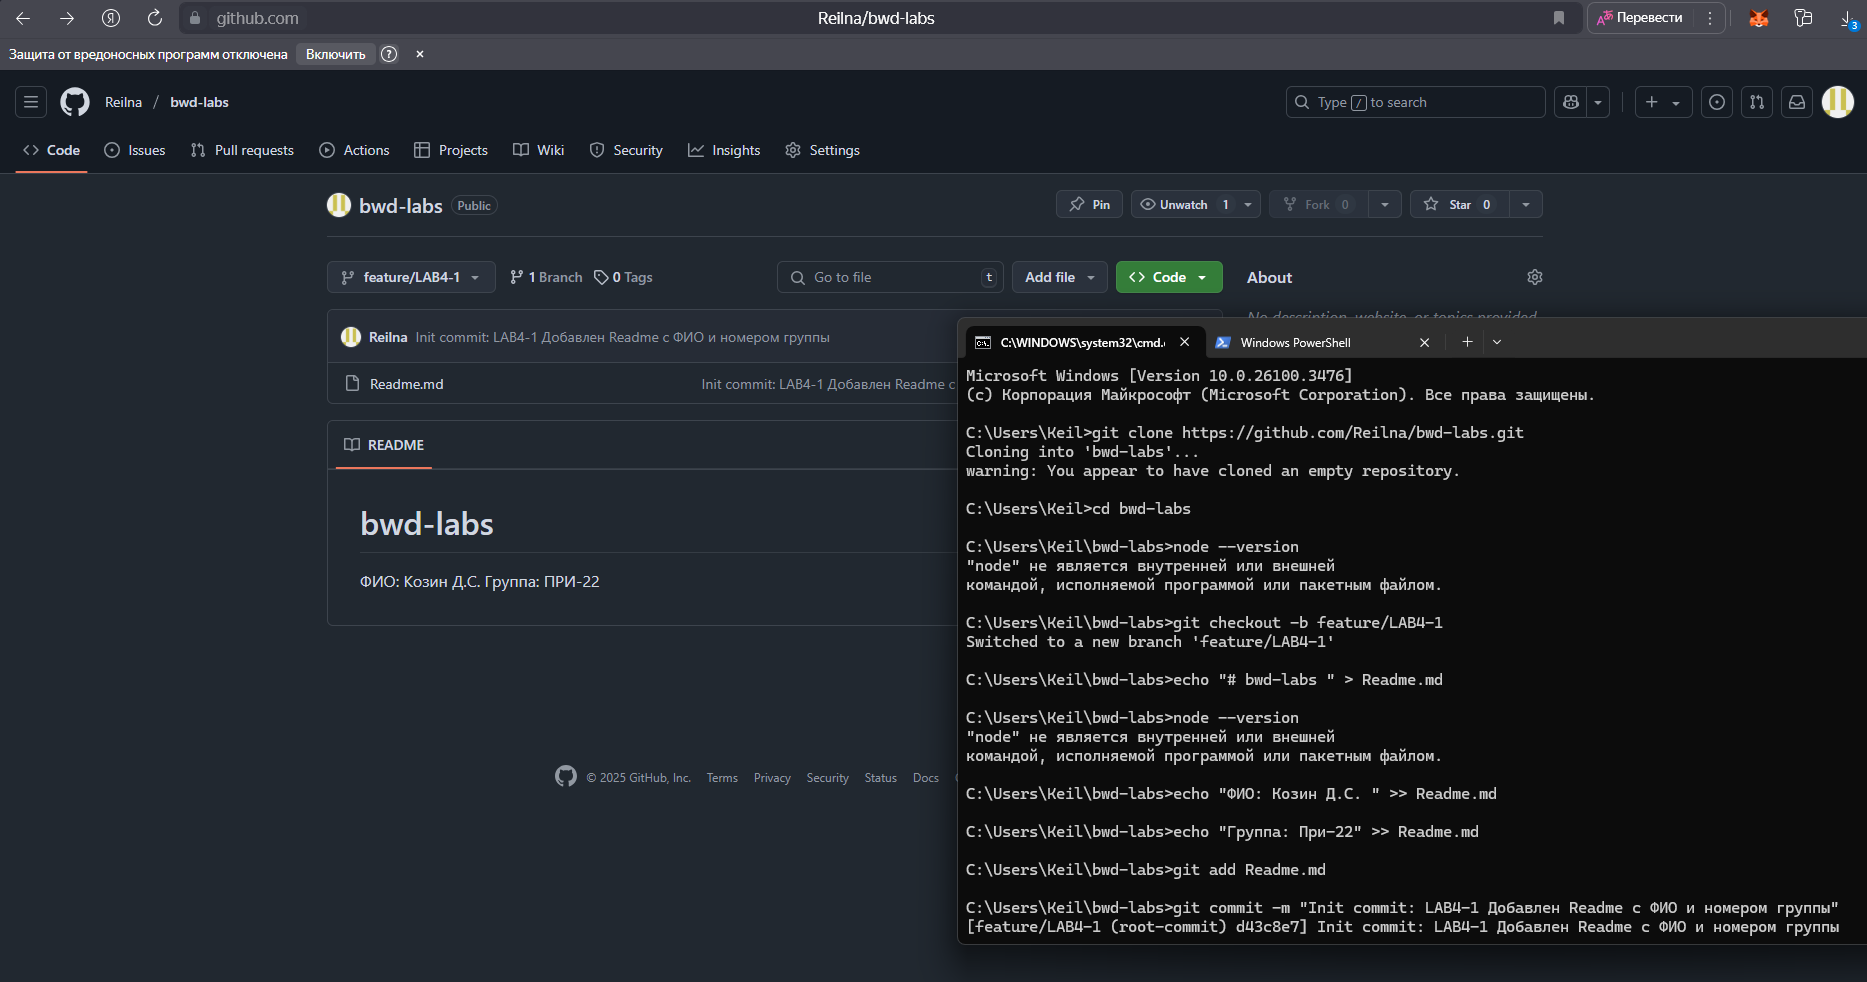 github.com
Reilna/bwd-labs
Перевести
3
Защита от вредоносных программ отключена
Включить
?
Reilna / bwd-labs
Type / to search
Code
Issues
Pull requests
Actions
Projects
Wiki
Security
Insights
Settings
bwd-labs
Public
Pin
Unwatch 1
Fork 0
Star 0
feature/LAB4-1
1 Branch
0 Tags
Go to file
t
Add file
Code
About
No description, website, or topics provided.
Reilna Init commit: LAB4-1 Добавлен Readme с ФИО и номером группы
Readme.md
Init commit: LAB4-1 Добавлен Readme с
README
bwd-labs
ФИО: Козин Д.С. Группа: ПРИ-22
© 2025 GitHub, Inc.
Terms
Privacy
Security
Status
Docs
C:\WINDOWS\system32\cmd.
Windows PowerShell
Microsoft Windows [Version 10.0.26100.3476]
(c) Корпорация Майкрософт (Microsoft Corporation). Все права защищены.
C:\Users\Keil>git clone https://github.com/Reilna/bwd-labs.git
Cloning into 'bwd-labs'...
warning: You appear to have cloned an empty repository.
C:\Users\Keil>cd bwd-labs
C:\Users\Keil\bwd-labs>node --version
"node" не является внутренней или внешней
командой, исполняемой программой или пакетным файлом.
C:\Users\Keil\bwd-labs>git checkout -b feature/LAB4-1
Switched to a new branch 'feature/LAB4-1'
C:\Users\Keil\bwd-labs>echo "# bwd-labs " > Readme.md
C:\Users\Keil\bwd-labs>node --version
"node" не является внутренней или внешней
командой, исполняемой программой или пакетным файлом.
C:\Users\Keil\bwd-labs>echo "ФИО: Козин Д.С. " >> Readme.md
C:\Users\Keil\bwd-labs>echo "Группа: При-22" >> Readme.md
C:\Users\Keil\bwd-labs>git add Readme.md
C:\Users\Keil\bwd-labs>git commit -m "Init commit: LAB4-1 Добавлен Readme с ФИО и номером группы"
[feature/LAB4-1 (root-commit) d43c8e7] Init commit: LAB4-1 Добавлен Readme с ФИО и номером группы